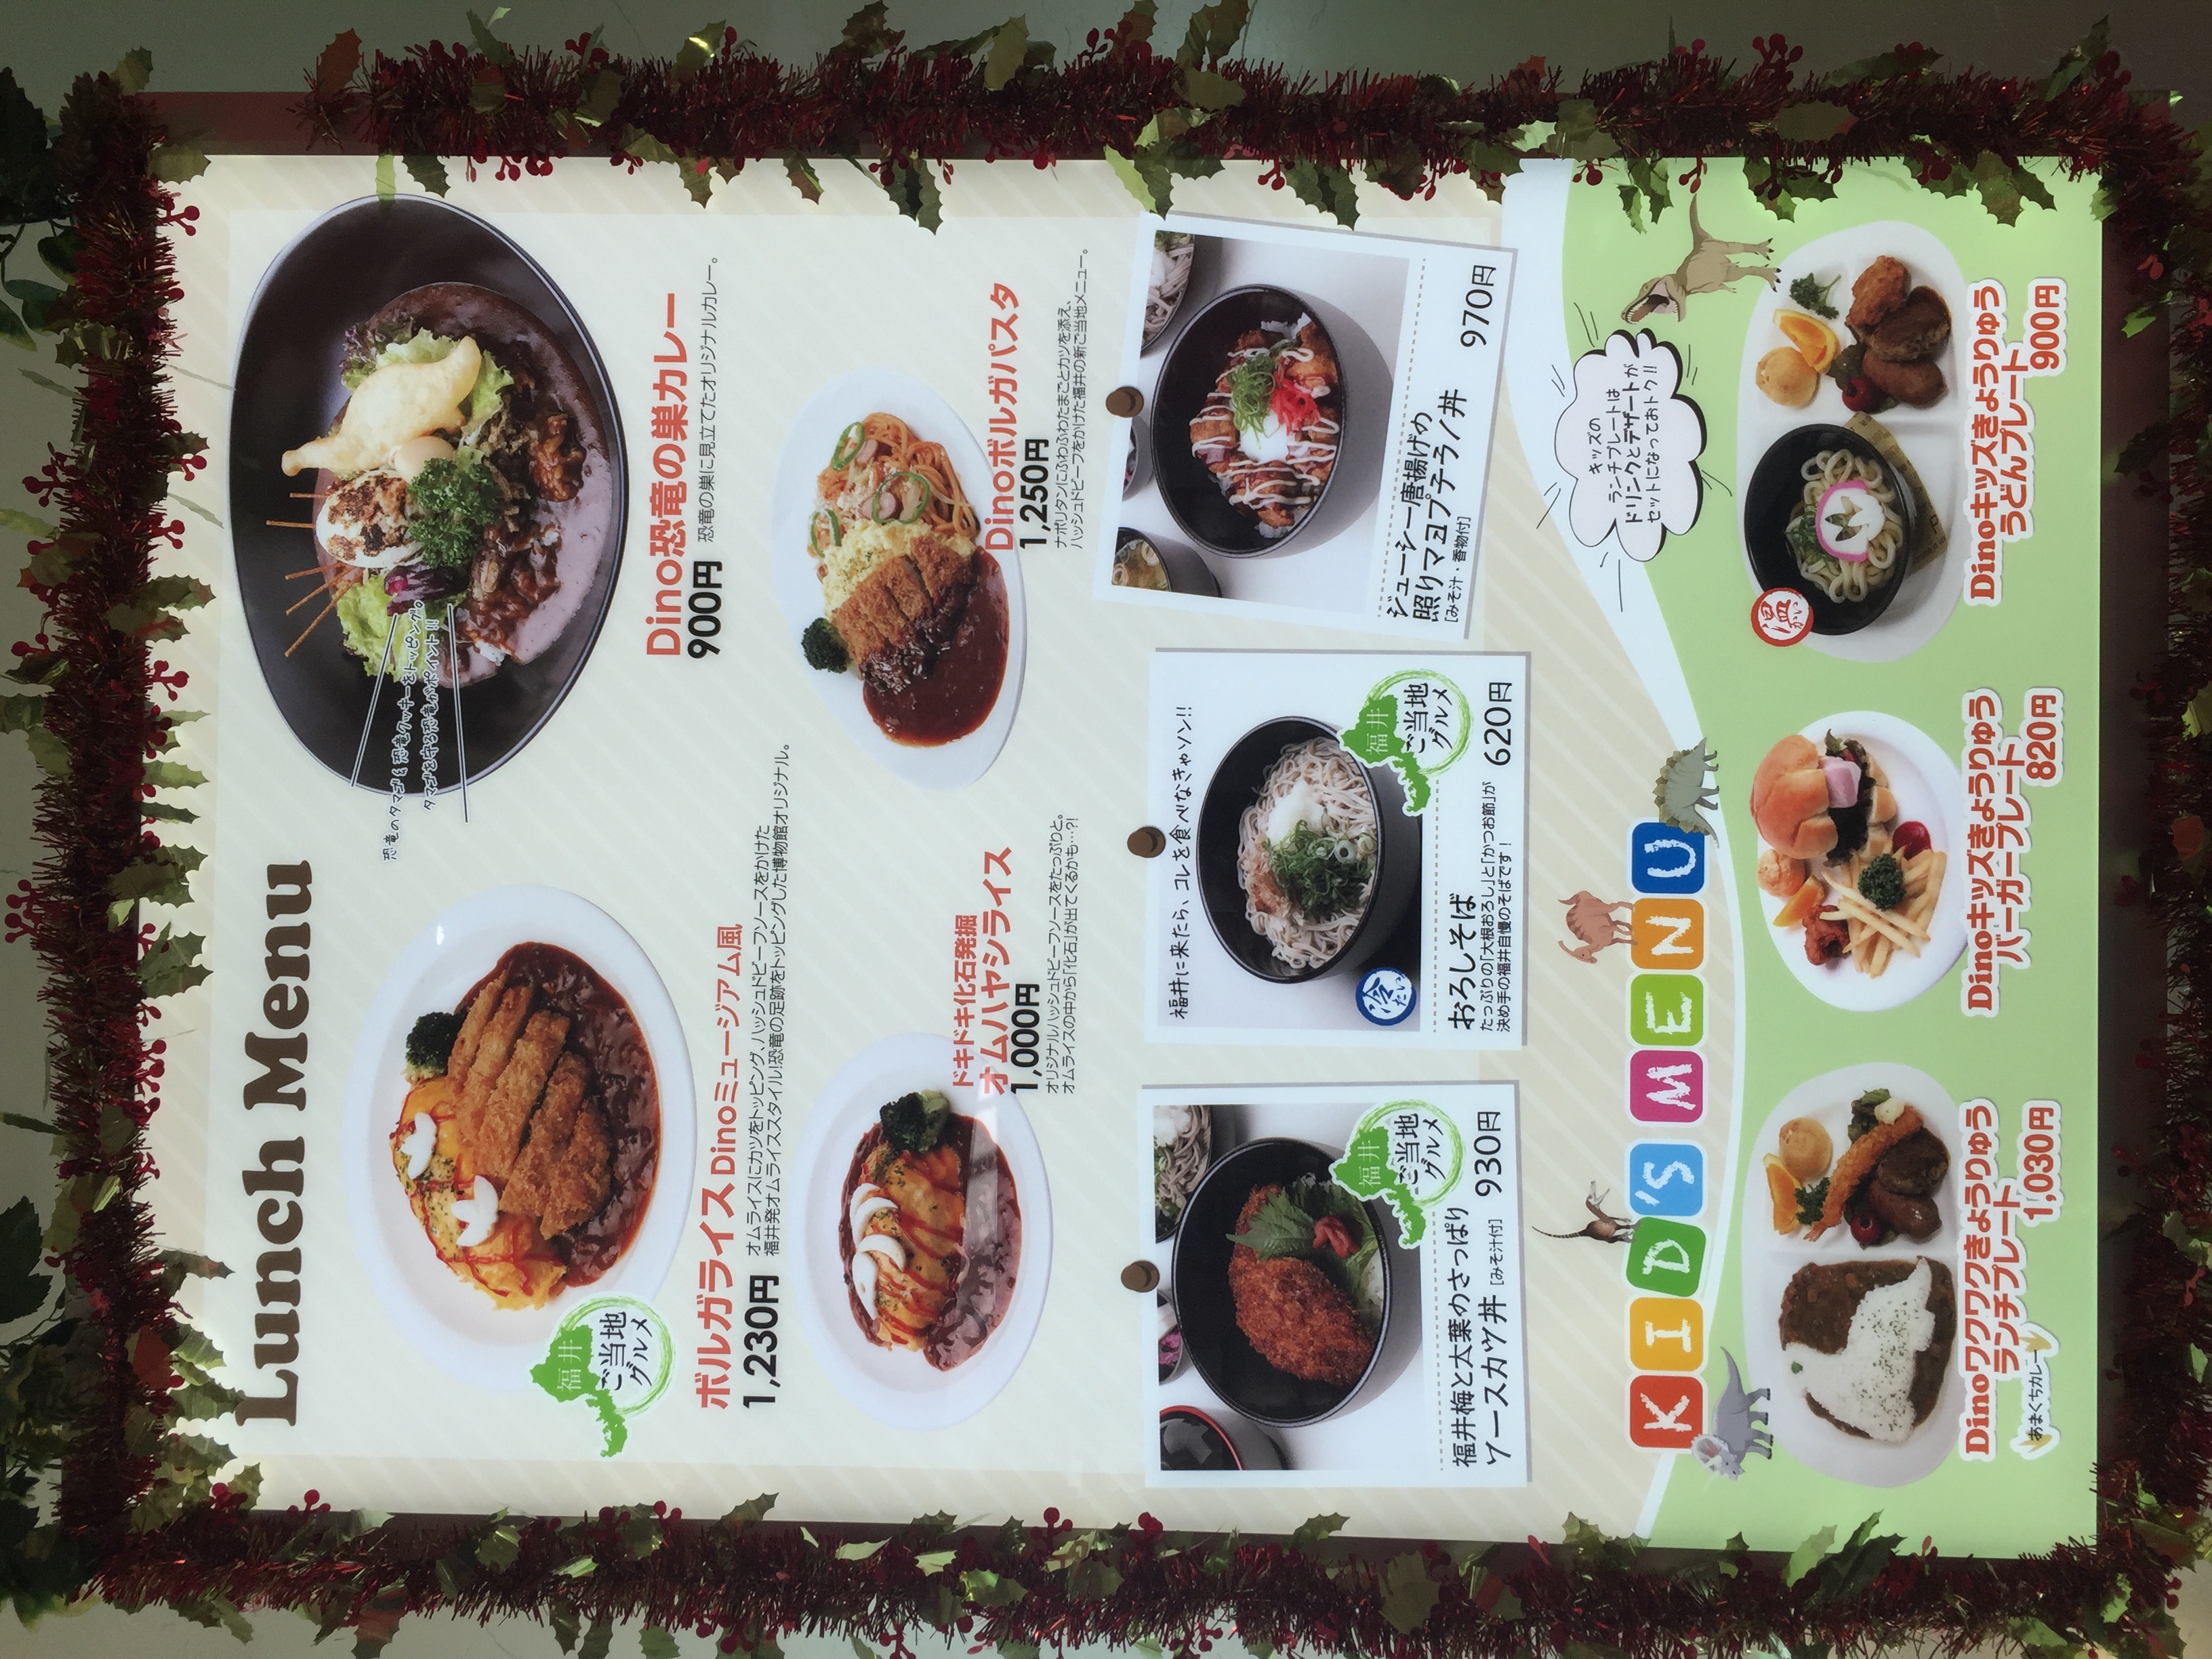 Lunch Menu
恐竜のタマゴと恐竜クッキーをトッピング。
タマゴを守る恐竜がポイント!!
福井
ご当地
グルメ
ボルガライス Dinoミュージアム風
1,230円
オムライスにカツをトッピング、ハッシュドビーフソースをかけた
福井発オムライススタイル!恐竜の足跡をトッピングした博物館オリジナル。
Dino恐竜の巣カレー
900円 恐竜の巣に見立てたオリジナルカレー。
ドキドキ化石発掘
オムハヤシライス
1,000円
オリジナルハッシュドビーフソースをたっぷりと。
オムライスの中から「化石」が出てくるかも…?!
Dinoボルガパスタ
1,250円
ナポリタンにふわふわたまごとカツを添え、
ハッシュドビーフをかけた福井の新ご当地メニュー。
福井
ご当地
グルメ
福井梅と大葉のさっぱり
ソースカツ丼 [みそ汁付] 930円
福井に来たら、コレを食べなきゃソン!!
冷たい
福井
ご当地
グルメ
おろしそば
たっぷりの「大根おろし」と「かつお節」が
決め手の福井自慢のそばです!
620円
ジューシー唐揚げの
照りマヨプテラノ丼
[みそ汁・香物付]
970円
KID'S MENU
キッズの
ランチプレートは
ドリンクとデザートが
セットになっておトク!!
Dinoワクワクきょうりゅう
ランチプレート
あまくちカレー
1,030円
Dinoキッズきょうりゅう
バーガープレート
820円
温かい
Dinoキッズきょうりゅう
うどんプレート
900円